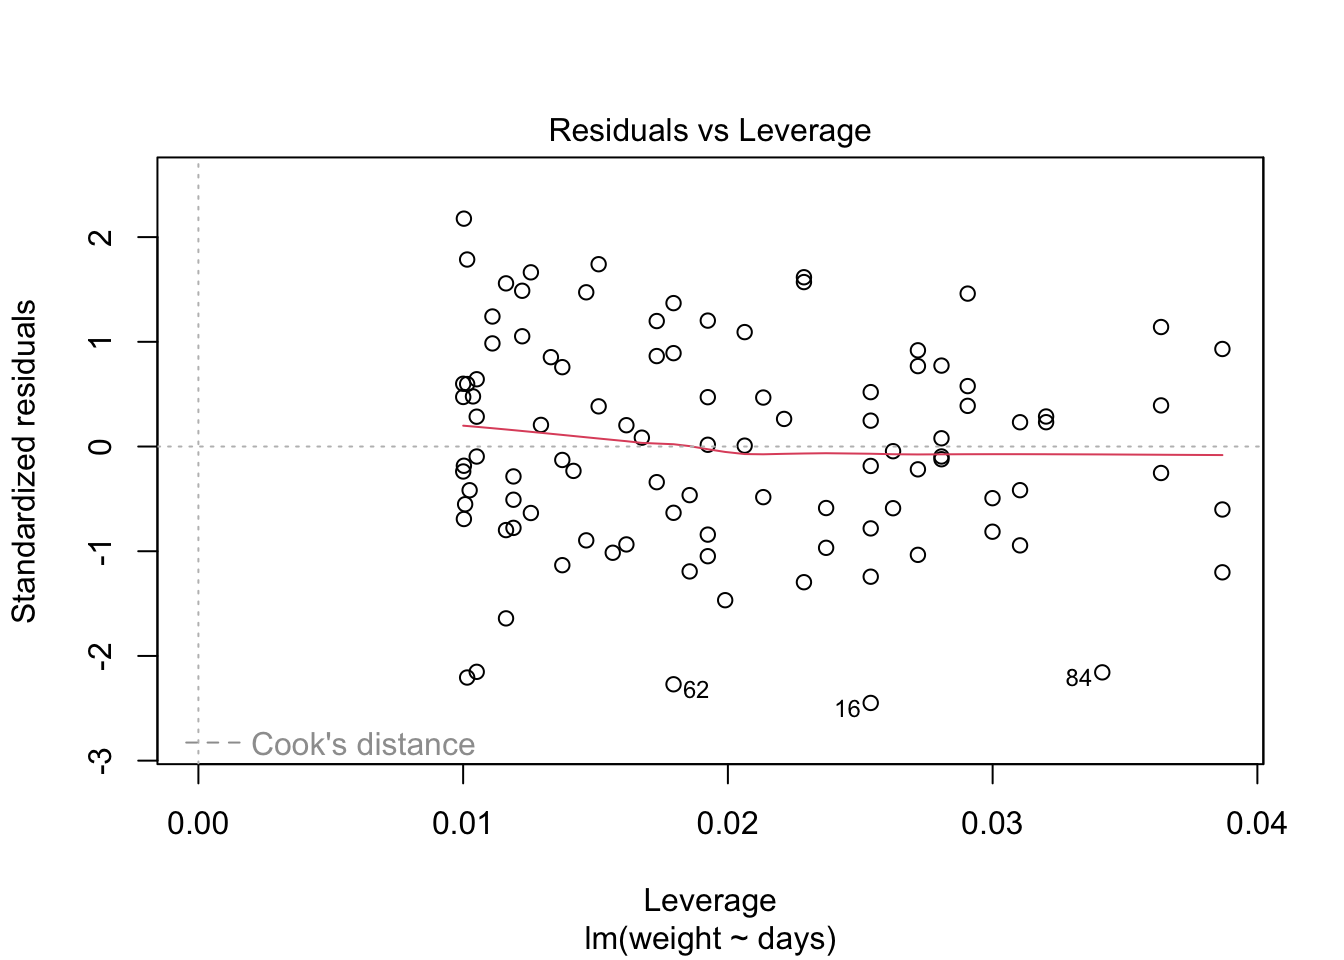 Residuals vs Leverage
Standardized residuals
2
1
0
-1
-2
-3
62
16
84
Cook's distance
0.00 0.01 0.02 0.03 0.04
Leverage
lm(weight ~ days)